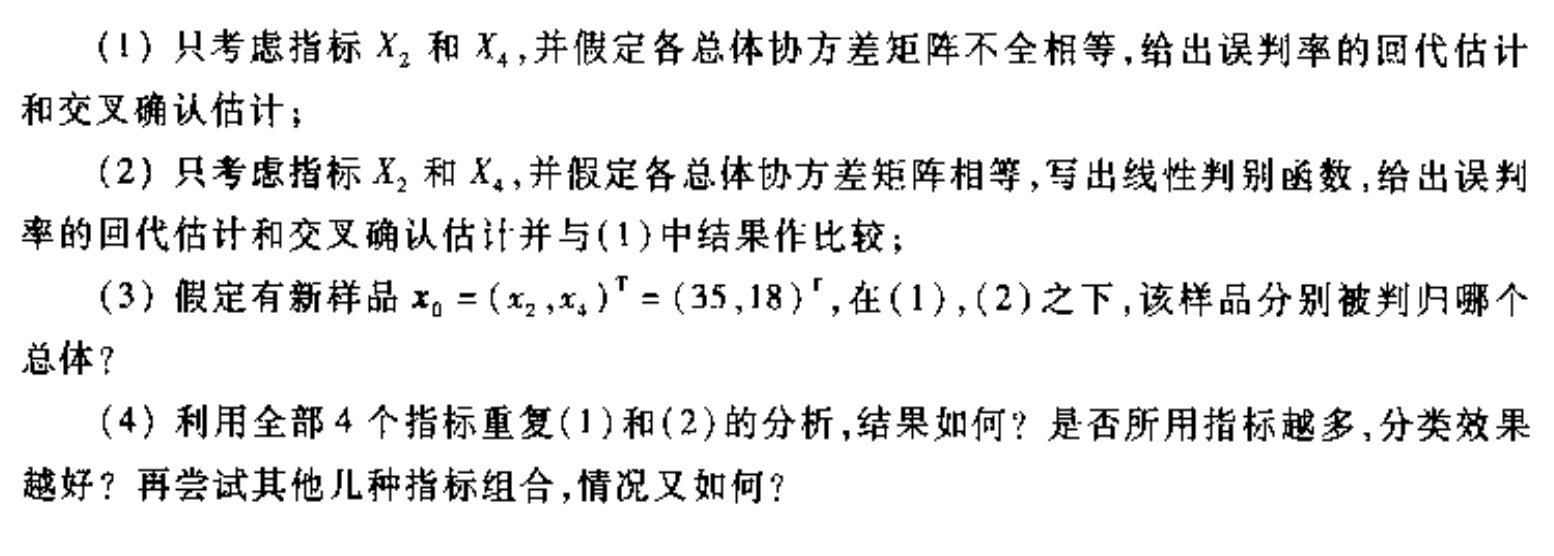 (1) 只考虑指标 X₂ 和 X₄,并假定各总体协方差矩阵不全相等,给出误判率的回代估计
和交叉确认估计;
(2) 只考虑指标 X₂ 和 X₄,并假定各总体协方差矩阵相等,写出线性判别函数,给出误判
率的回代估计和交叉确认估计并与(1)中结果作比较;
(3) 假定有新样品 x₀ = (x₂,x₄)ᵀ = (35,18)ᵀ,在(1),(2)之下,该样品分别被判归哪个
总体?
(4) 利用全部 4 个指标重复(1)和(2)的分析,结果如何? 是否所用指标越多,分类效果
越好? 再尝试其他几种指标组合,情况又如何?